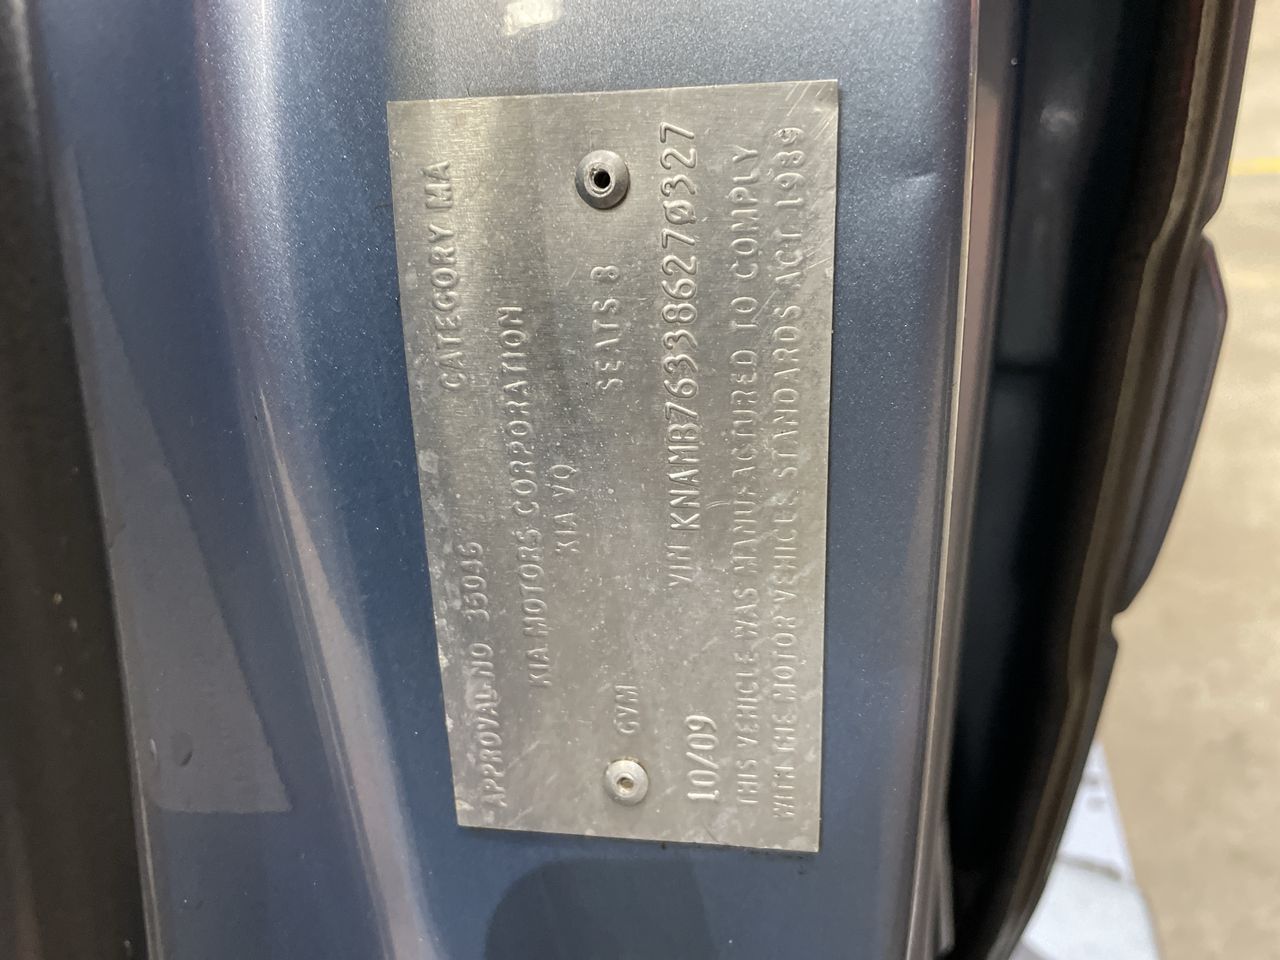 APPROVAL NO 35046 CATEGORY MA
KIA MOTORS CORPORATION
KIA VQ
GVM SEATS 8
10/09 VIN KNAMB763386270327
THIS VEHICLE WAS MANUFACTURED TO COMPLY
WITH THE MOTOR VEHICLES STANDARDS ACT 1989